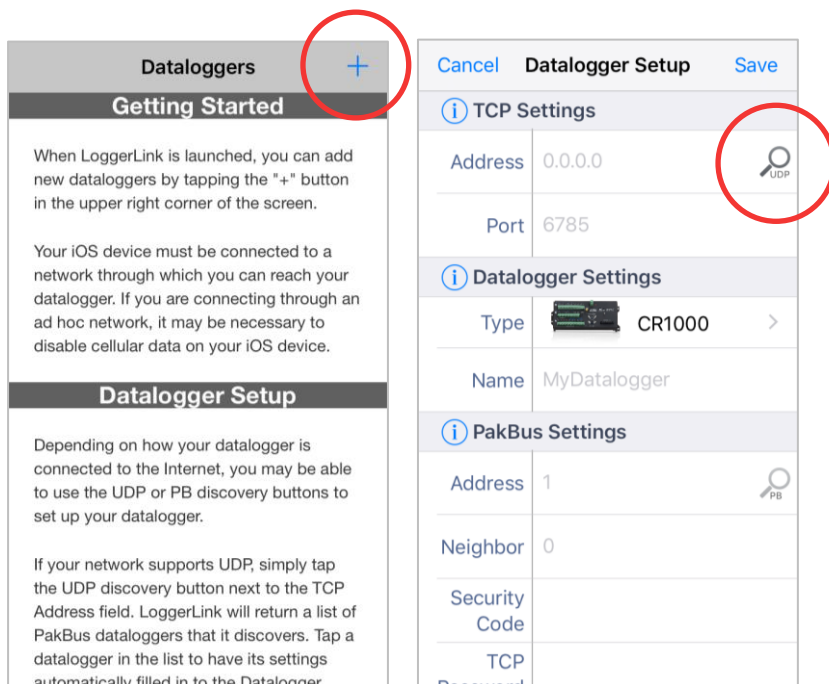 Dataloggers +
Getting Started
When LoggerLink is launched, you can add
new dataloggers by tapping the "+" button
in the upper right corner of the screen.
Your iOS device must be connected to a
network through which you can reach your
datalogger. If you are connecting through an
ad hoc network, it may be necessary to
disable cellular data on your iOS device.
Datalogger Setup
Depending on how your datalogger is
connected to the Internet, you may be able
to use the UDP or PB discovery buttons to
set up your datalogger.
If your network supports UDP, simply tap
the UDP discovery button next to the TCP
Address field. LoggerLink will return a list of
PakBus dataloggers that it discovers. Tap a
datalogger in the list to have its settings
automatically filled in to the Datalogger
Cancel Datalogger Setup Save
i TCP Settings
Address 0.0.0.0 UDP
Port 6785
i Datalogger Settings
Type CR1000 >
Name MyDatalogger
i PakBus Settings
Address 1 PB
Neighbor 0
Security
Code
TCP
Password